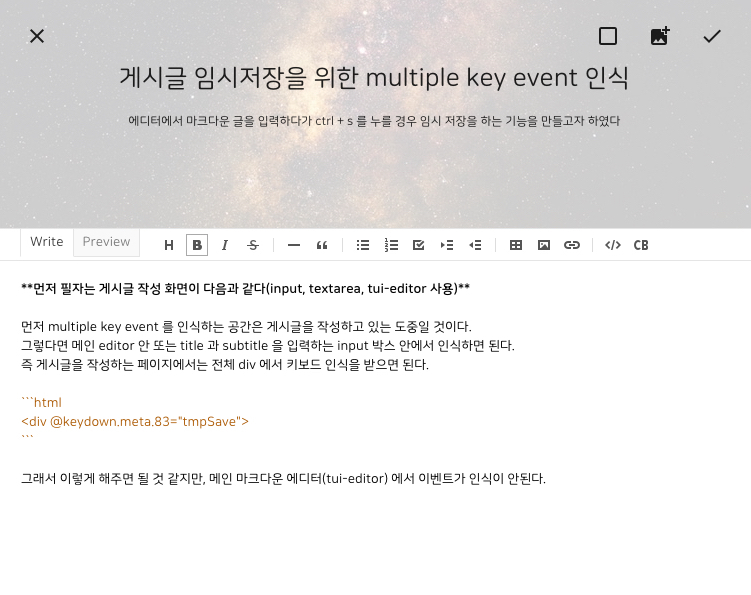 게시글 임시저장을 위한 multiple key event 인식
에디터에서 마크다운 글을 입력하다가 ctrl + s 를 누를 경우 임시 저장을 하는 기능을 만들고자 하였다
Write Preview H B I S </> CB
**먼저 필자는 게시글 작성 화면이 다음과 같다(input, textarea, tui-editor 사용)**
먼저 multiple key event 를 인식하는 공간은 게시글을 작성하고 있는 도중일 것이다.
그렇다면 메인 editor 안 또는 title 과 subtitle 을 입력하는 input 박스 안에서 인식하면 된다.
즉 게시글을 작성하는 페이지에서는 전체 div 에서 키보드 인식을 받으면 된다.
```html
<div @keydown.meta.83="tmpSave">
```
그래서 이렇게 해주면 될 것 같지만, 메인 마크다운 에디터(tui-editor) 에서 이벤트가 인식이 안된다.